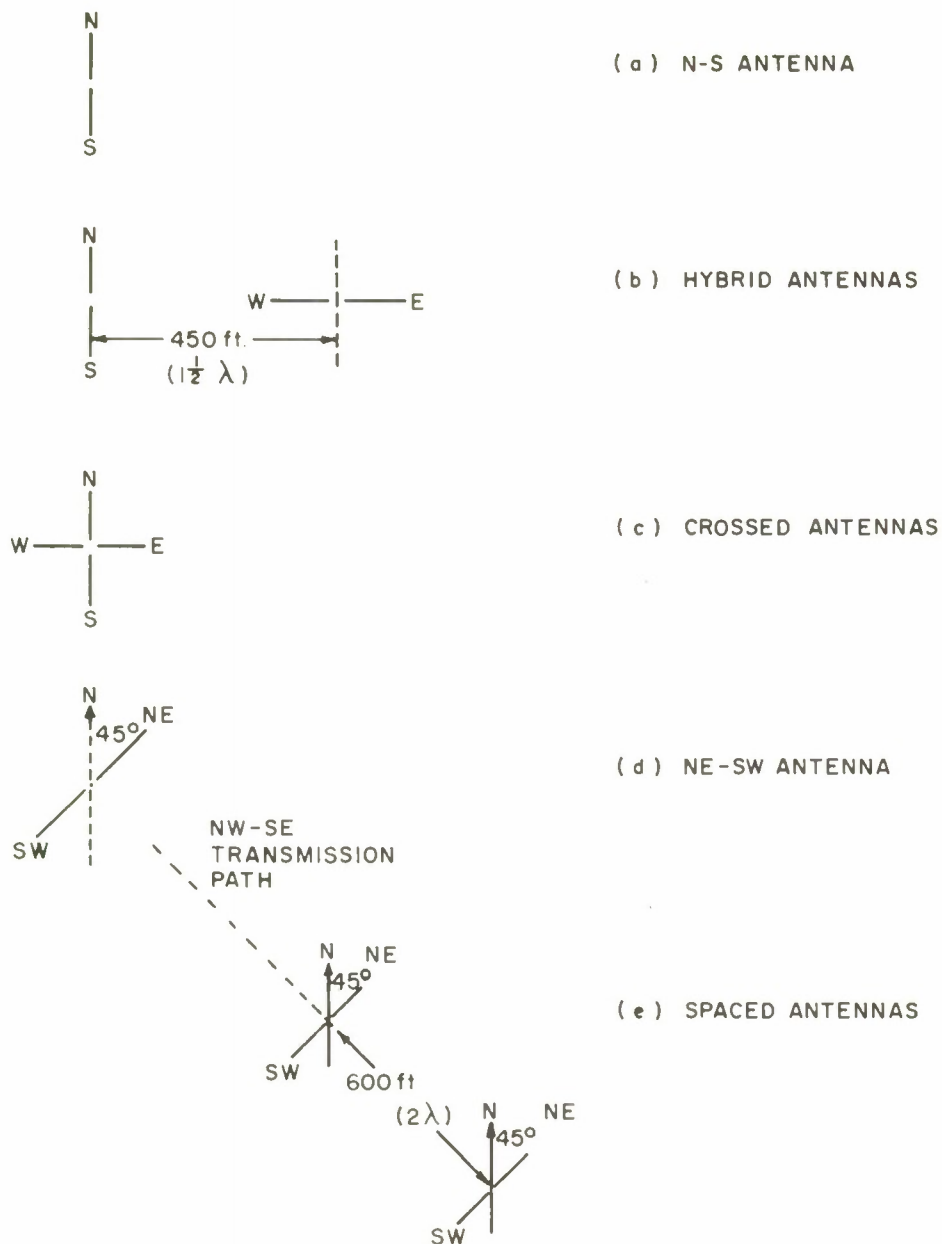 N
S
(a) N-S ANTENNA
N
S
W
E
450 ft.
(1½ λ)
(b) HYBRID ANTENNAS
N
W
E
S
(c) CROSSED ANTENNAS
N
45°
NE
SW
(d) NE-SW ANTENNA
NW-SE
TRANSMISSION
PATH
N
NE
45°
SW
(e) SPACED ANTENNAS
600 ft
(2λ)
N
NE
45°
SW